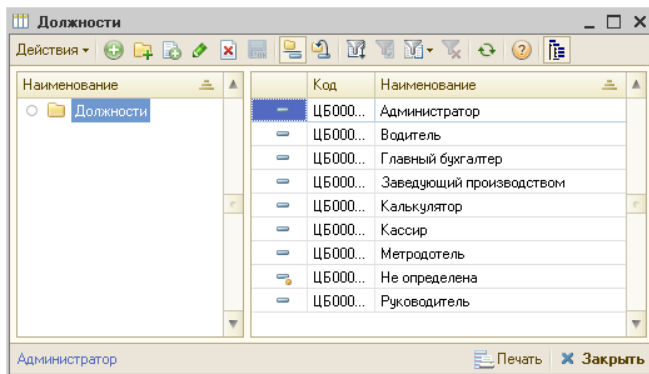 Должности
Действия
Наименование
Должности
Код Наименование
ЦБ000... Администратор
ЦБ000... Водитель
ЦБ000... Главный бухгалтер
ЦБ000... Заведующий производством
ЦБ000... Калькулятор
ЦБ000... Кассир
ЦБ000... Метродотель
ЦБ000... Не определена
ЦБ000... Руководитель
Администратор Печать Закрыть